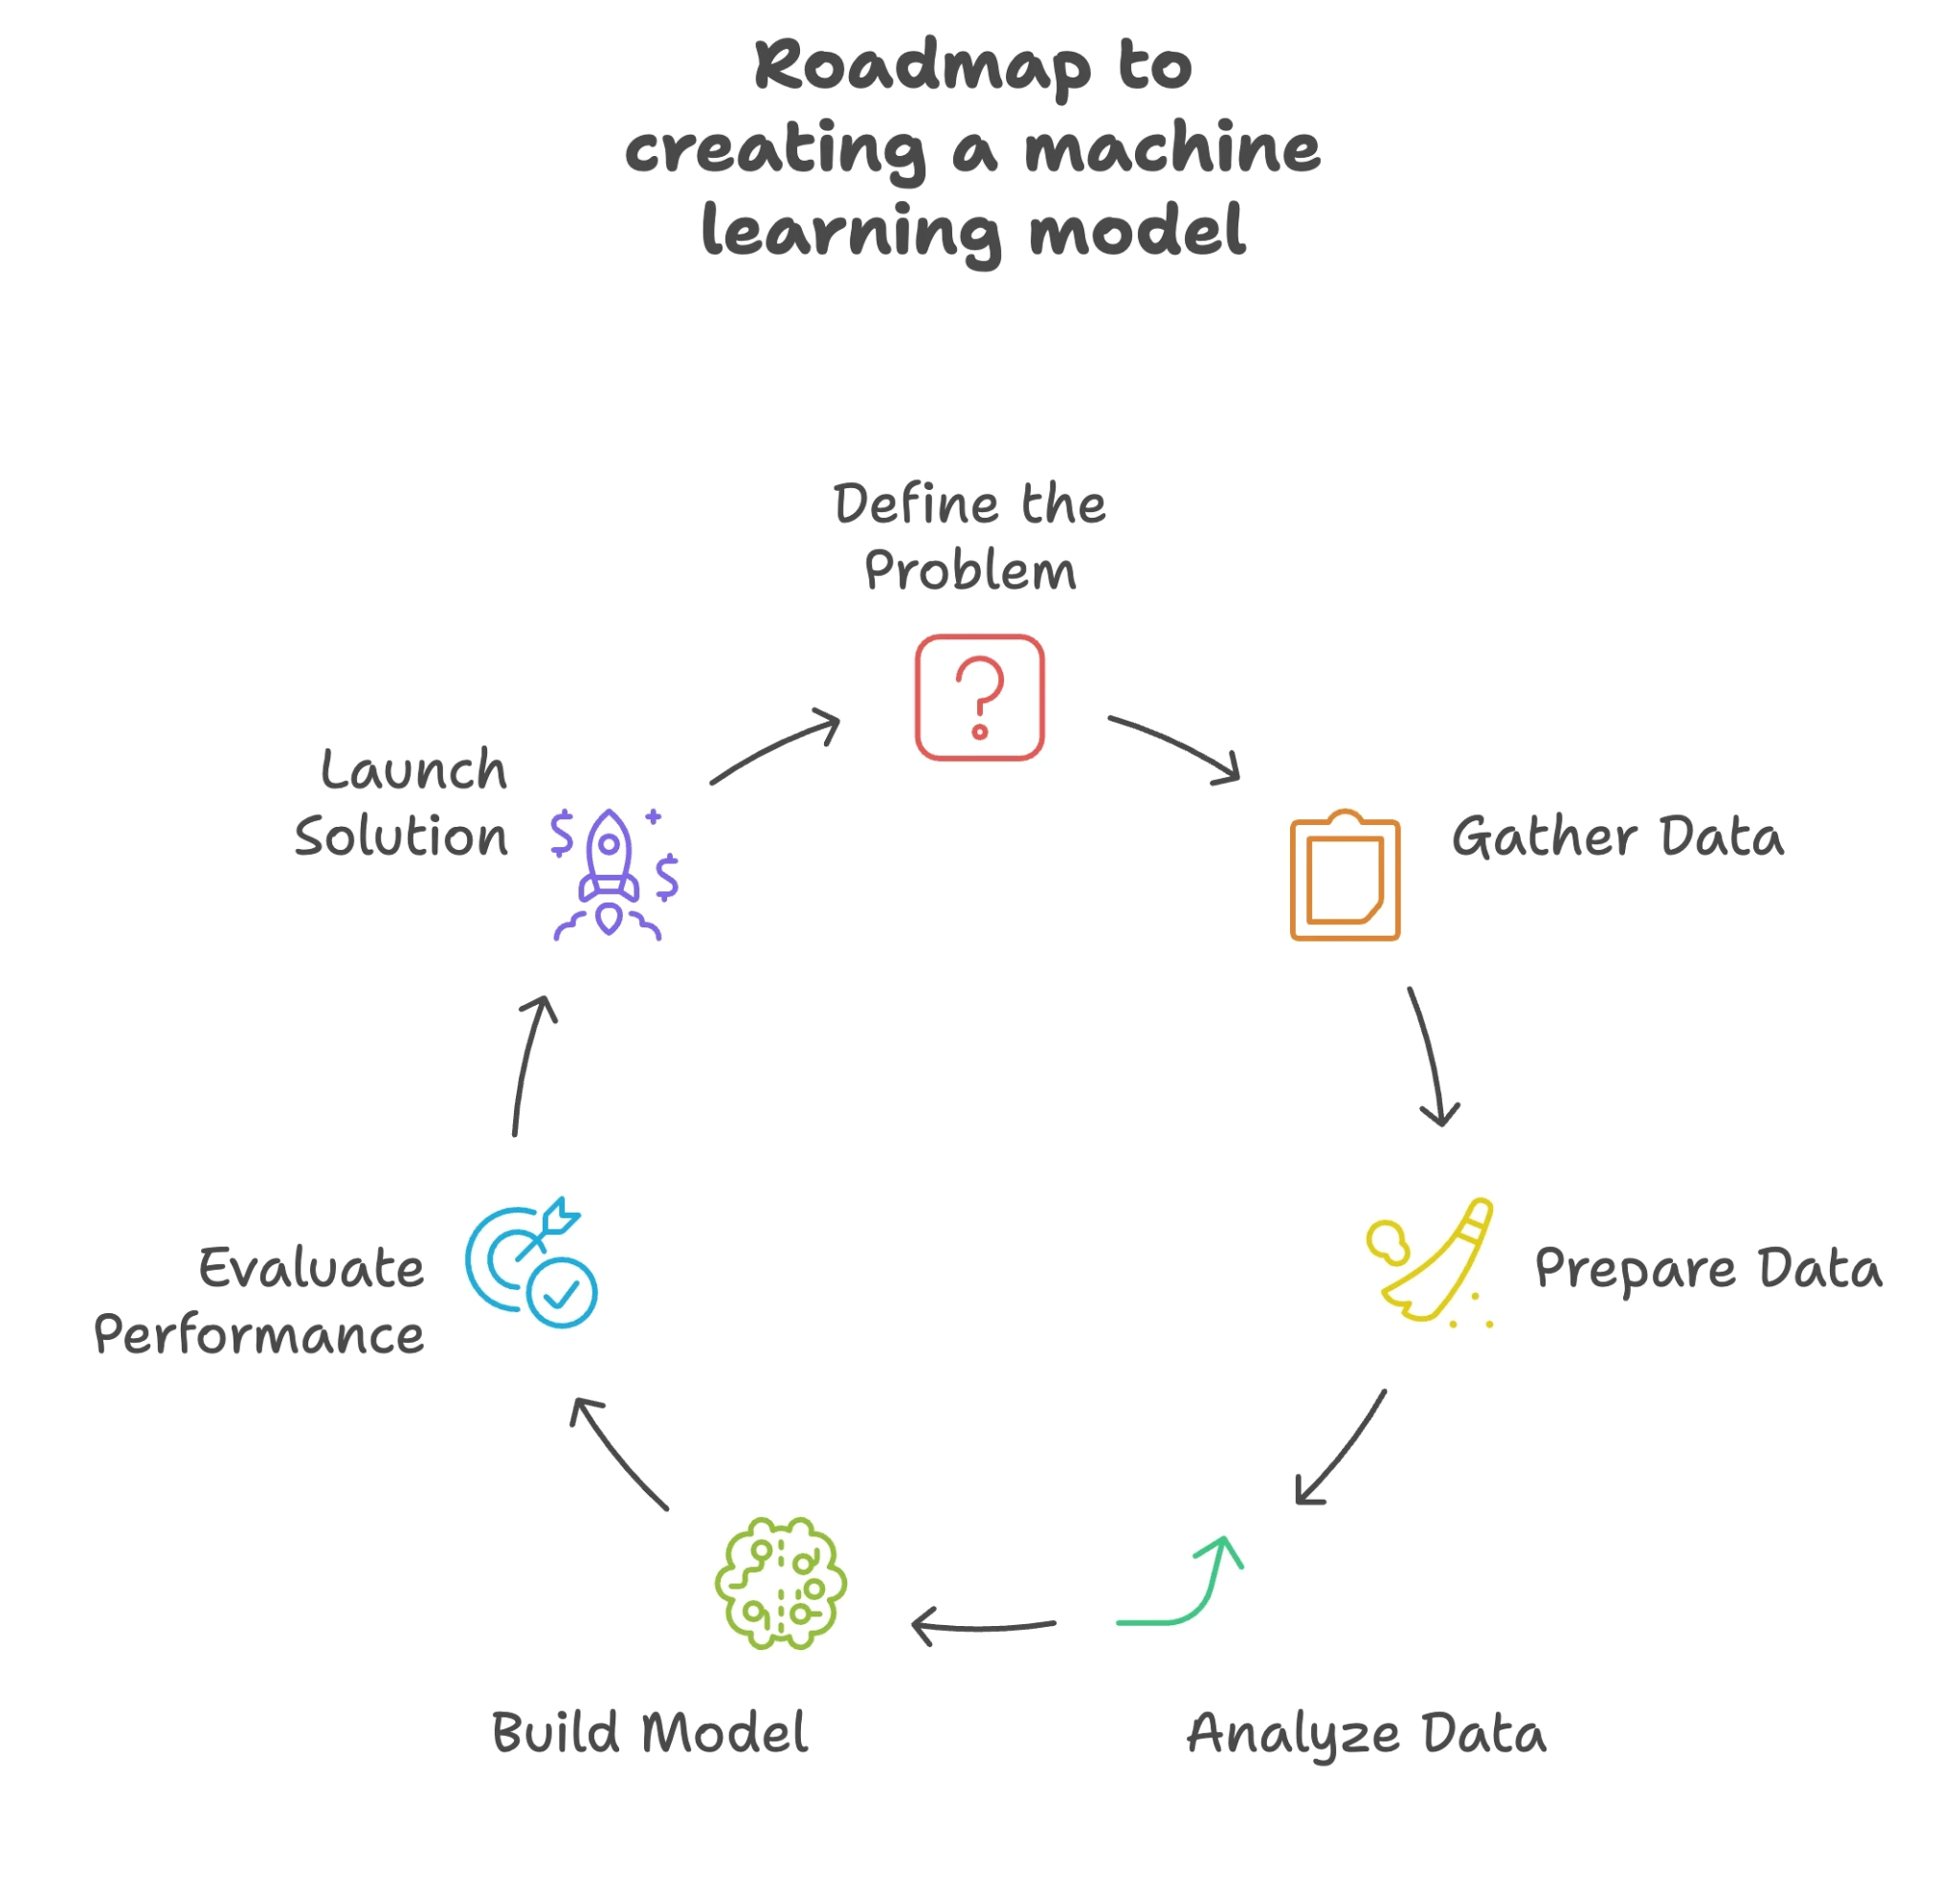 Roadmap to
creating a machine
learning model
Define the
Problem
Gather Data
Prepare Data
Analyze Data
Build Model
Evaluate
Performance
Launch
Solution